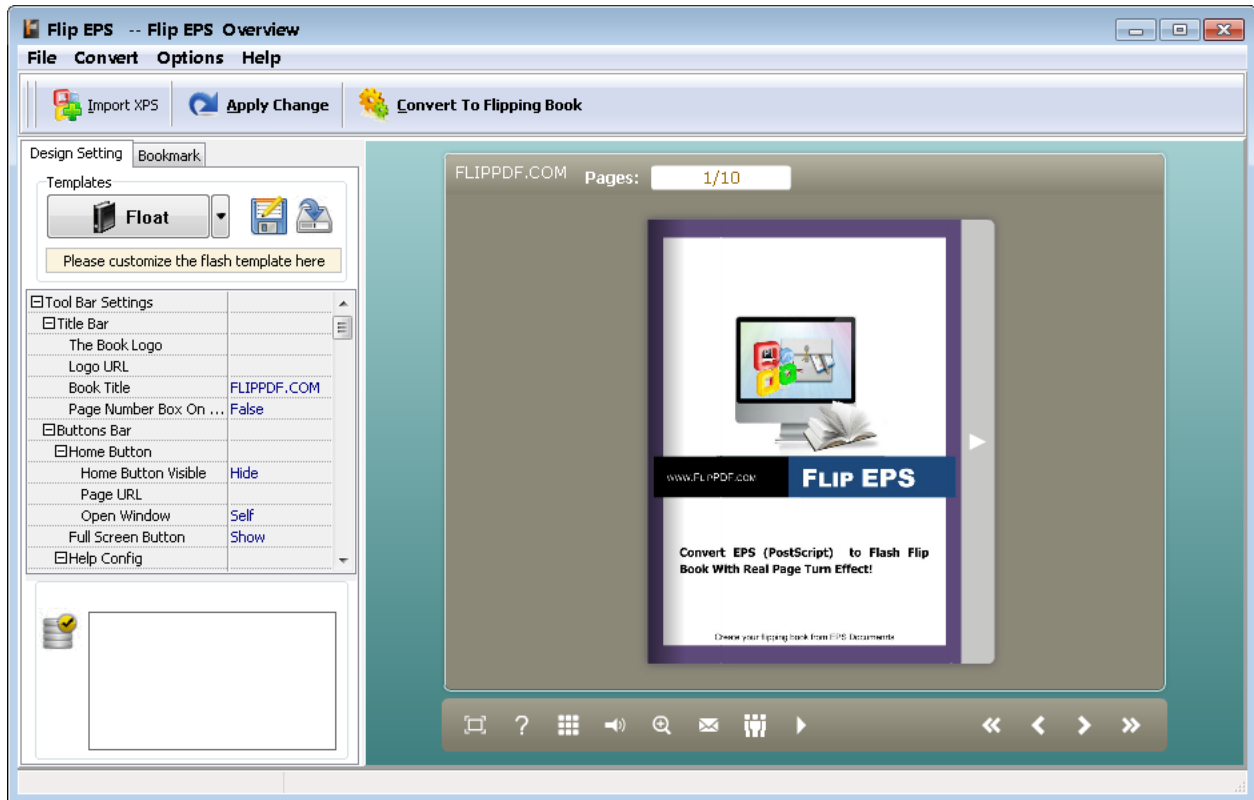 Flip EPS -- Flip EPS Overview
File Convert Options Help
Import XPS Apply Change Convert To Flipping Book
Design Setting Bookmark
Templates
Float
Please customize the flash template here
Tool Bar Settings
Title Bar
The Book Logo
Logo URL
Book Title FLIPPDF.COM
Page Number Box On ... False
Buttons Bar
Home Button
Home Button Visible Hide
Page URL
Open Window Self
Full Screen Button Show
Help Config
FLIPPDF.COM Pages: 1/10
www.FlipPDF.com Flip EPS
Convert EPS (PostScript) to Flash Flip
Book With Real Page Turn Effect!
Create your flipping book from EPS Documents